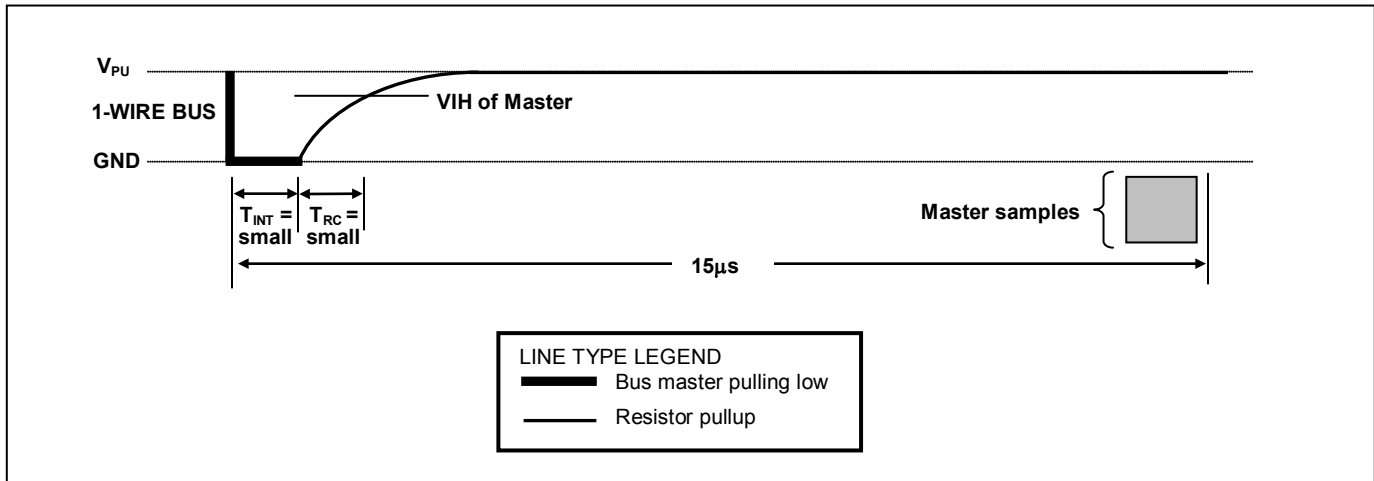 VPU
1-WIRE BUS
VIH of Master
GND
TINT = small
TRC = small
Master samples
15μs
LINE TYPE LEGEND
Bus master pulling low
Resistor pullup